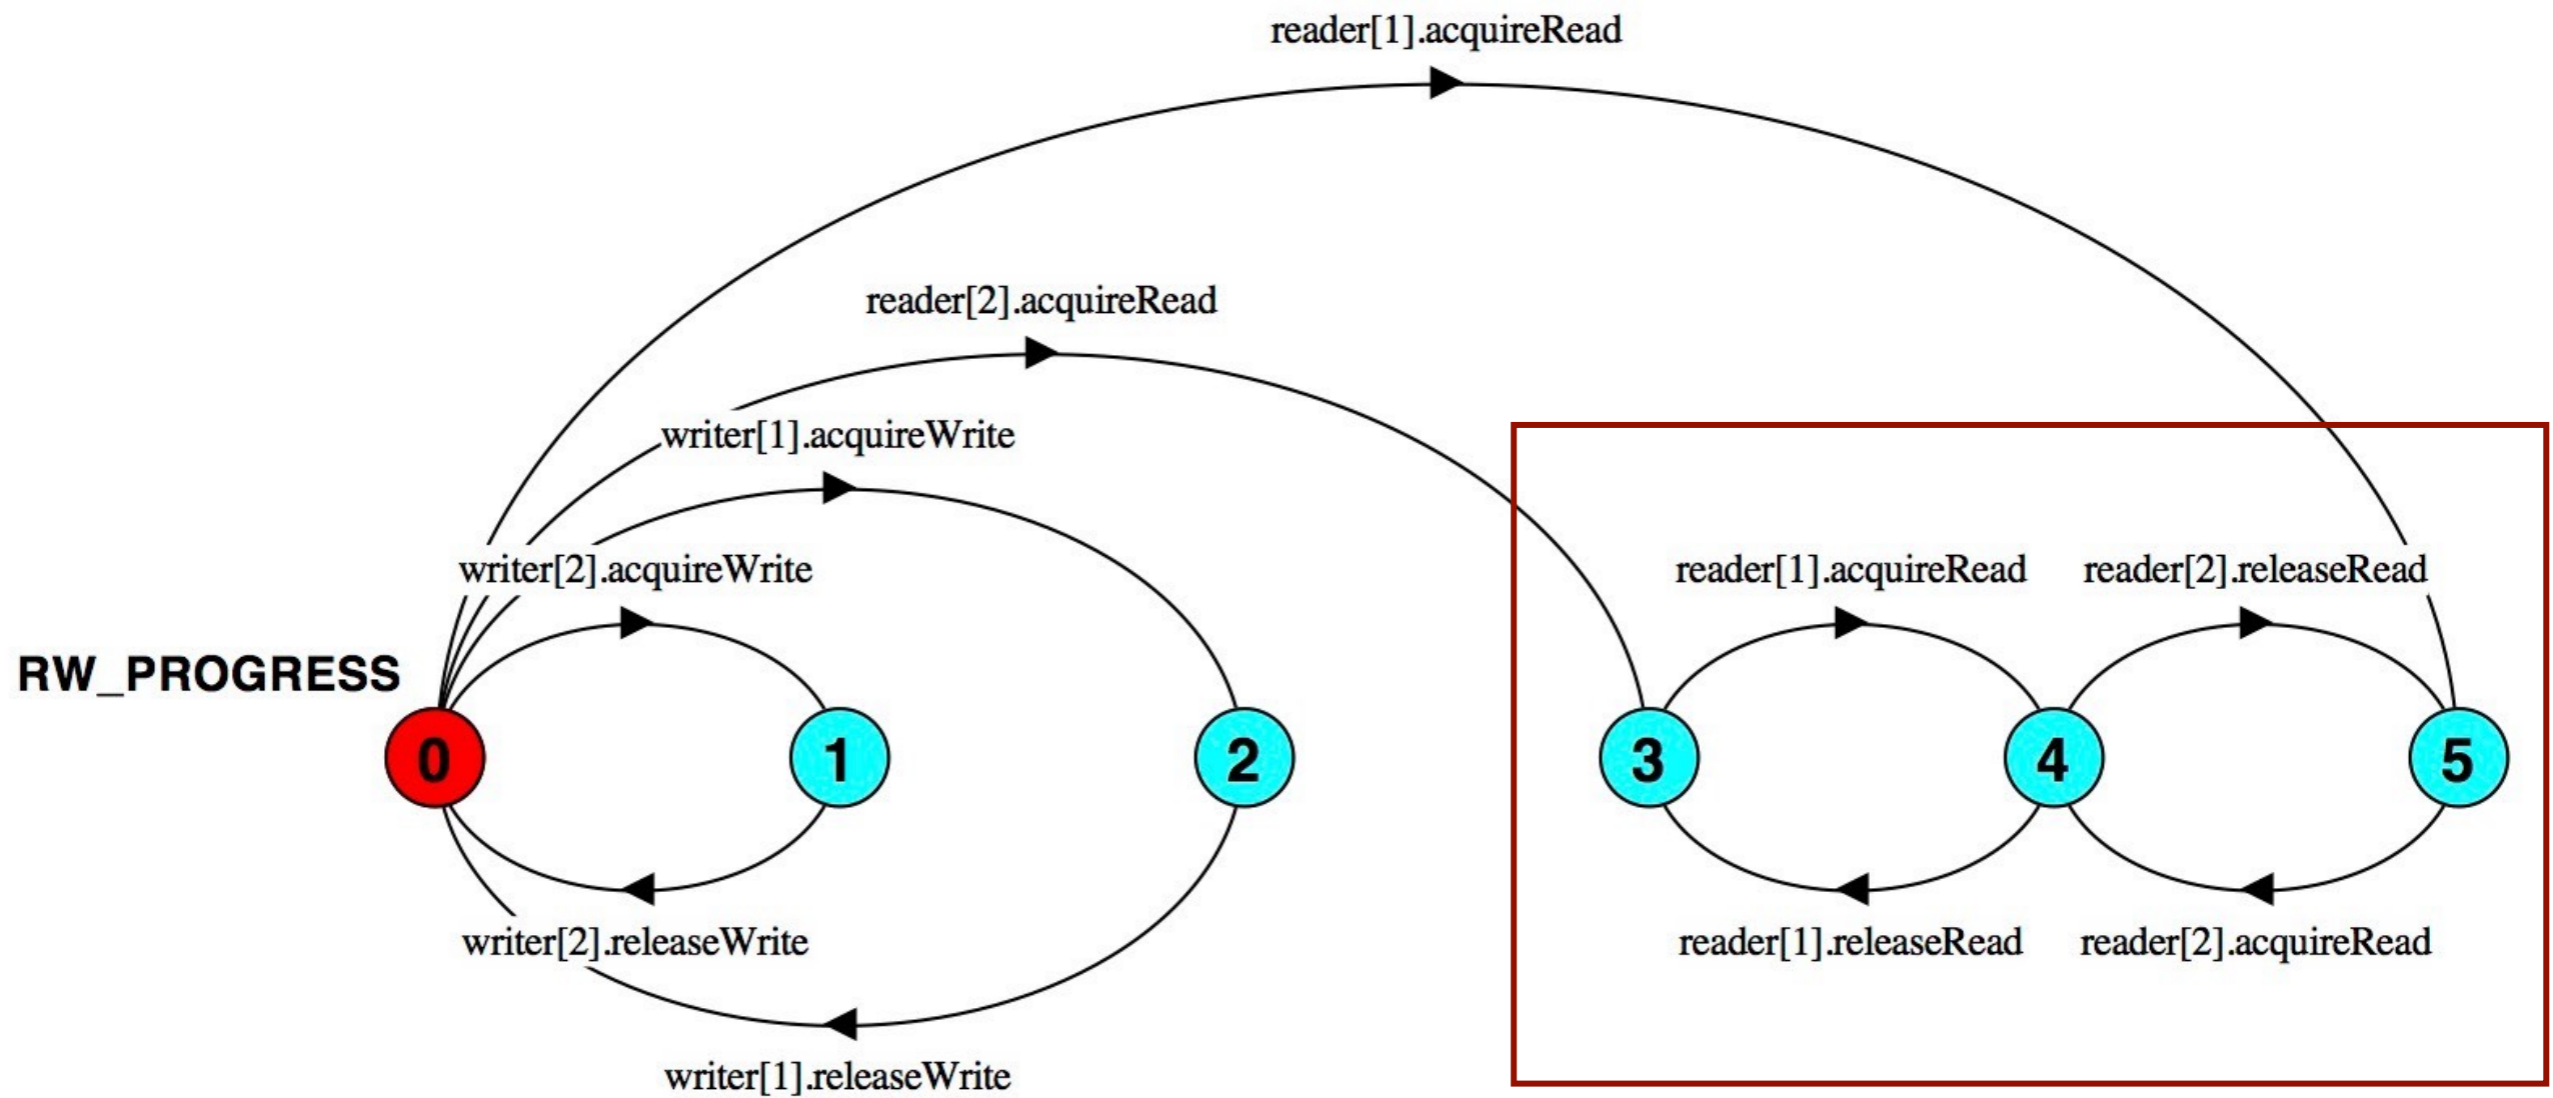 reader[1].acquireRead
reader[2].acquireRead
writer[1].acquireWrite
writer[2].acquireWrite
reader[1].acquireRead
reader[2].releaseRead
RW_PROGRESS
0
1
2
3
4
5
writer[2].releaseWrite
reader[1].releaseRead
reader[2].acquireRead
writer[1].releaseWrite